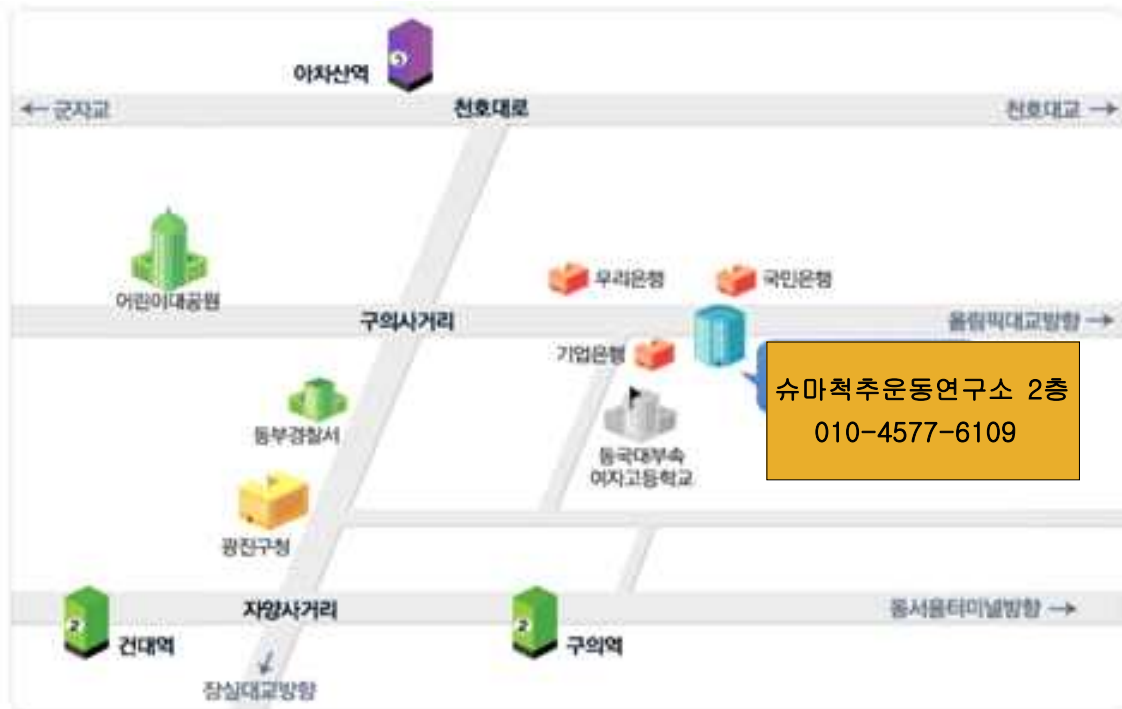 5
아차산역
← 군자교
천호대로
천호대교 →
어린이대공원
우리은행
국민은행
구의사거리
올림픽대교방향 →
기업은행
슈마척추운동연구소 2층
010-4577-6109
동부경찰서
동국대부속
여자고등학교
광진구청
2
건대역
자양사거리
2
구의역
동서울터미널방향 →
잠실대교방향